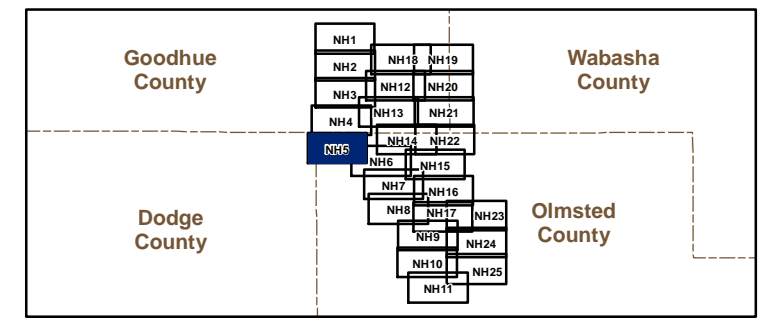 NH1
Goodhue
County
NH18
NH19
Wabasha
County
NH2
NH12
NH20
NH3
NH13
NH21
NH4
NH14
NH22
NH5
NH6
NH15
NH7
NH16
NH8
NH17
NH23
Dodge
County
Olmsted
County
NH9
NH24
NH10
NH25
NH11